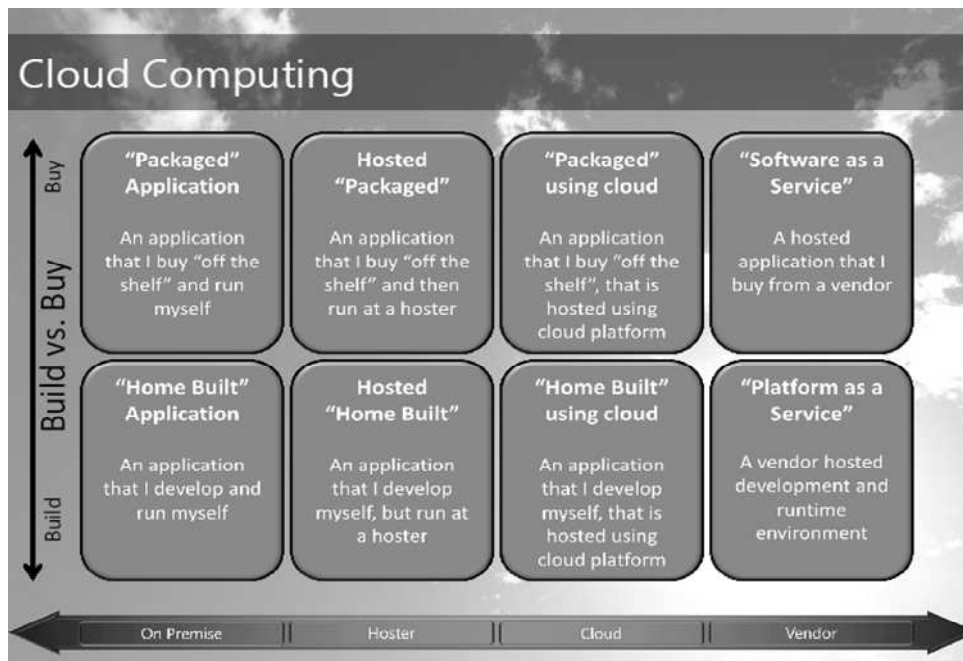 Cloud Computing
Build vs. Buy
Buy
Build
“Packaged”
Application
An application
that I buy “off the
shelf” and run
myself
Hosted
“Packaged”
An application
that I buy “off the
shelf” and then
run at a hoster
“Packaged”
using cloud
An application
that I buy “off the
shelf”, that is
hosted using
cloud platform
“Software as a
Service”
A hosted
application that I
buy from a vendor
“Home Built”
Application
An application
that I develop and
run myself
Hosted
“Home Built”
An application
that I develop
myself, but run at
a hoster
“Home Built”
using cloud
An application
that I develop
myself, that is
hosted using
cloud platform
“Platform as a
Service”
A vendor hosted
development and
runtime
environment
On Premise
Hoster
Cloud
Vendor